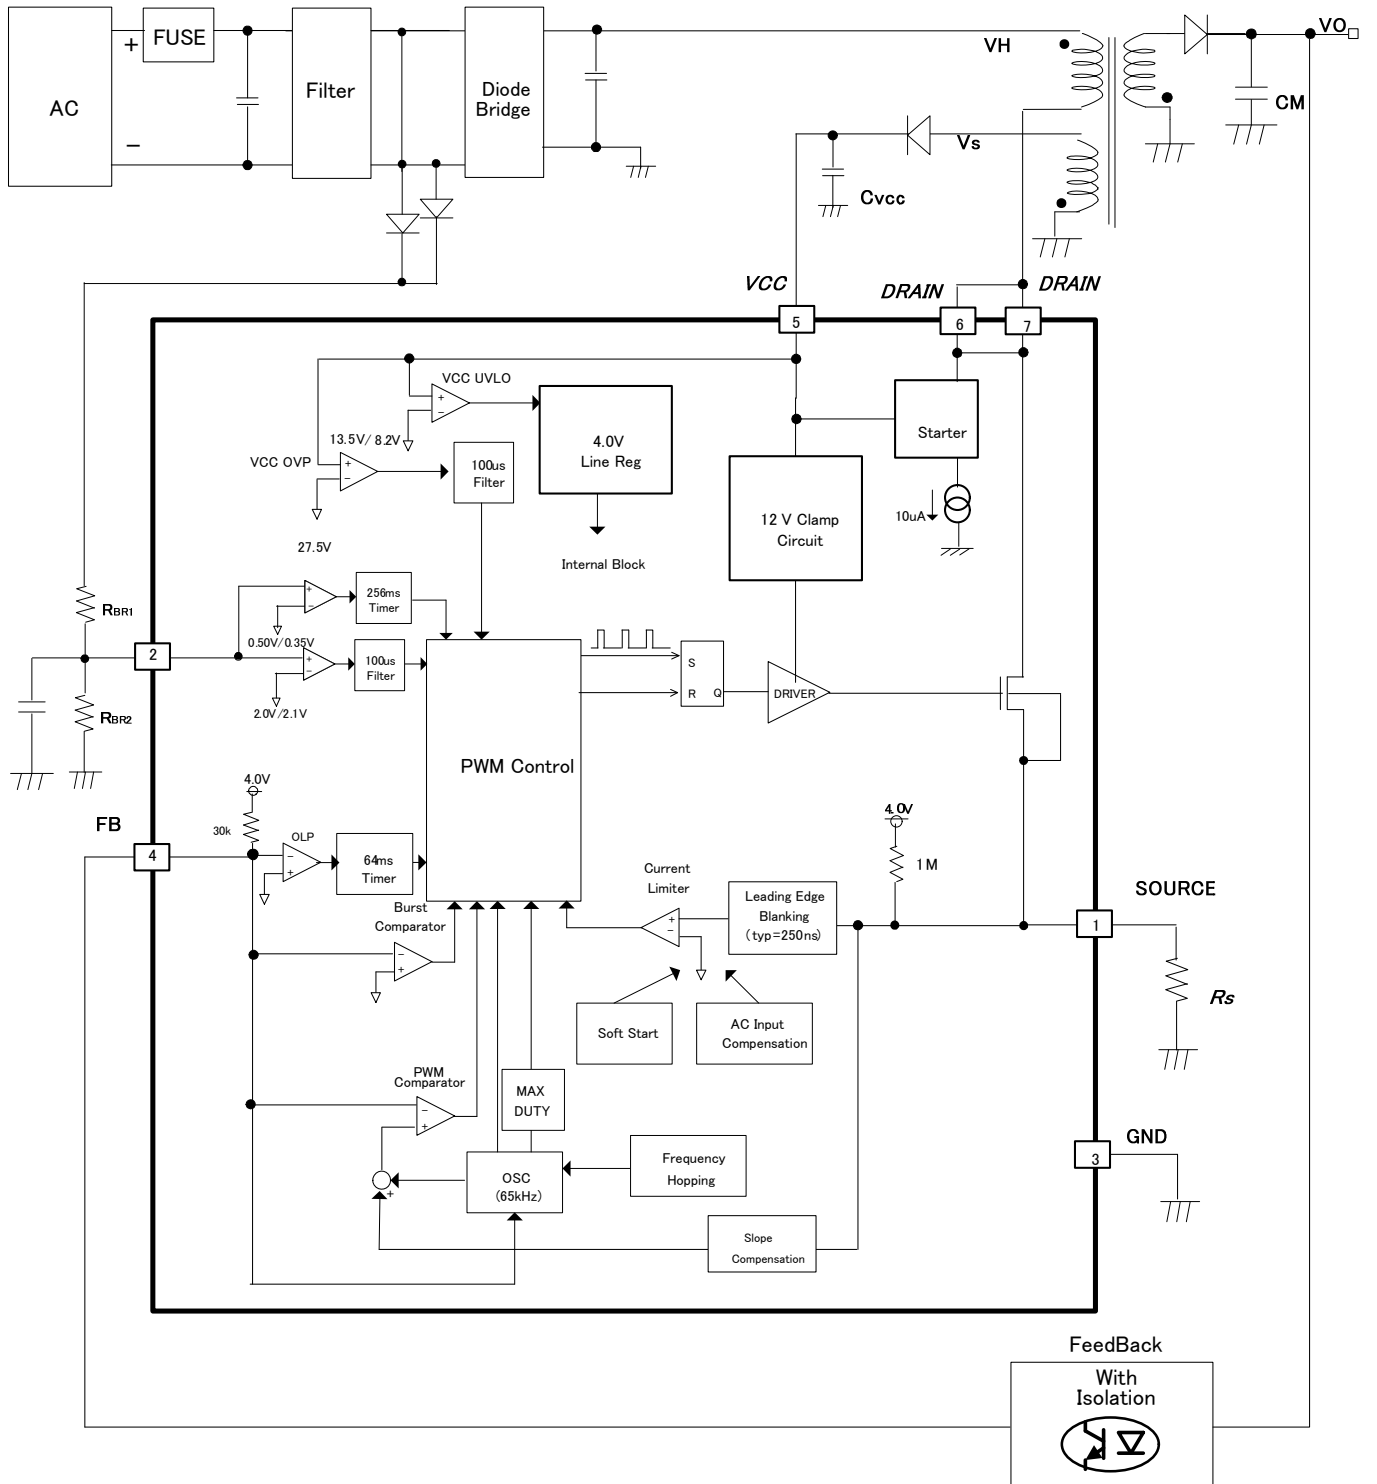 AC
+
−
FUSE
Filter
Diode
Bridge
VH
VO
CM
Vs
Cvcc
VCC
DRAIN
DRAIN
5
6
7
VCC UVLO
+
−
13.5V/ 8.2V
4.0V
Line Reg
Internal Block
VCC OVP
+
−
27.5V
100us
Filter
Starter
10uA
12 V Clamp
Circuit
RBR1
2
RBR2
+
−
0.50V/0.35V
256ms
Timer
+
−
2.0V/2.1V
100us
Filter
PWM Control
S
R
Q
DRIVER
4.0V
30k
FB
4
OLP
−
+
64ms
Timer
Burst
Comparator
−
+
Current
Limiter
+
−
Leading Edge
Blanking
(typ=250ns)
4.0V
1M
SOURCE
1
Rs
Soft Start
AC Input
Compensation
PWM
Comparator
−
+
MAX
DUTY
+
OSC
(65kHz)
Frequency
Hopping
Slope
Compensation
GND
3
FeedBack
With
Isolation